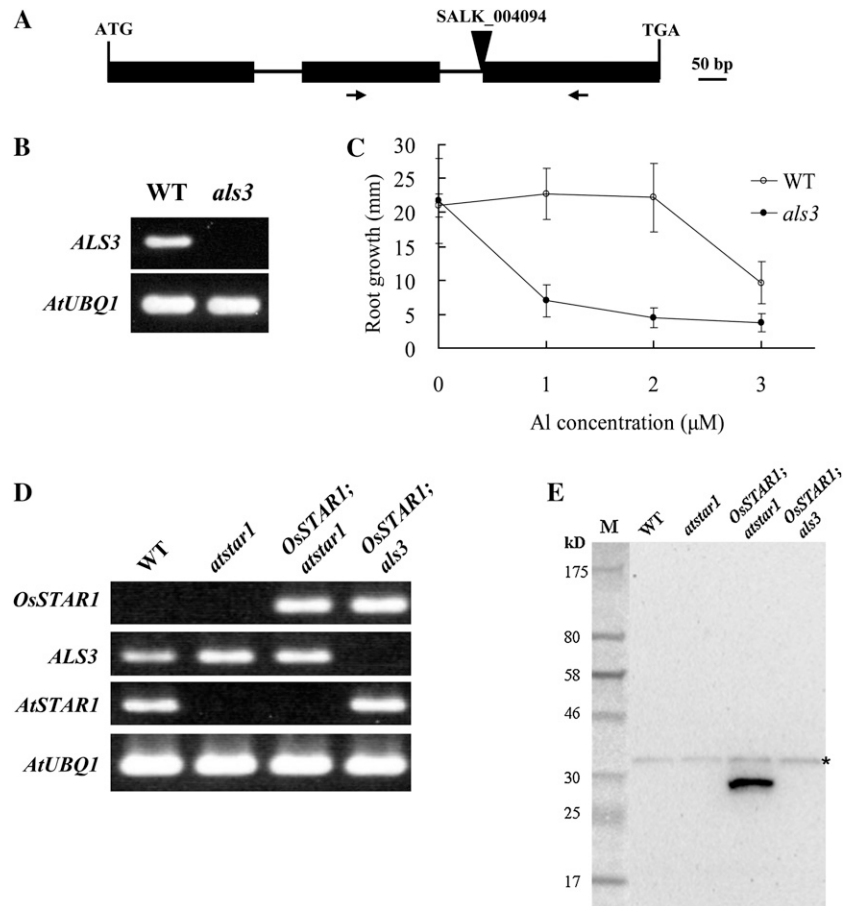 A
ATG
SALK_004094
TGA
50 bp
B
WT als3
ALS3
AtUBQ1
C
Root growth (mm)
30
25
20
15
10
5
0
0 1 2 3
Al concentration (μM)
WT
als3
D
WT
atstar1
OsSTAR1;
atstar1
OsSTAR1;
als3
OsSTAR1
ALS3
AtSTAR1
AtUBQ1
E
kD
M
WT
atstar1
OsSTAR1;
atstar1
OsSTAR1;
als3
175
80
58
46
30
25
17
*